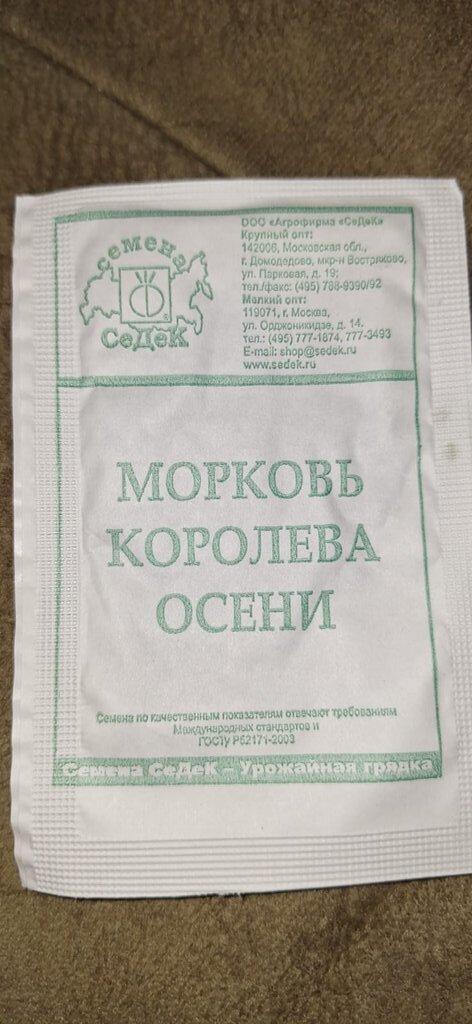 семена
СеДеК
ООО «Агрофирма «СеДеК»
Крупный опт:
142006, Московская обл.,
г. Домодедово, мкр-н Востряково,
ул. Парковая, д. 19;
тел./факс: (495) 788-9390/92
Мелкий опт:
119071, г. Москва,
ул. Орджоникидзе, д. 14.
тел.: (495) 777-1874, 777-3493
E-mail: shop@sedek.ru
www.sedek.ru
МОРКОВЬ
КОРОЛЕВА
ОСЕНИ
Семена по качественным показателям отвечают требованиям
Международных стандартов и
ГОСТу Р52171-2003
Семена СеДеК – Урожайная грядка